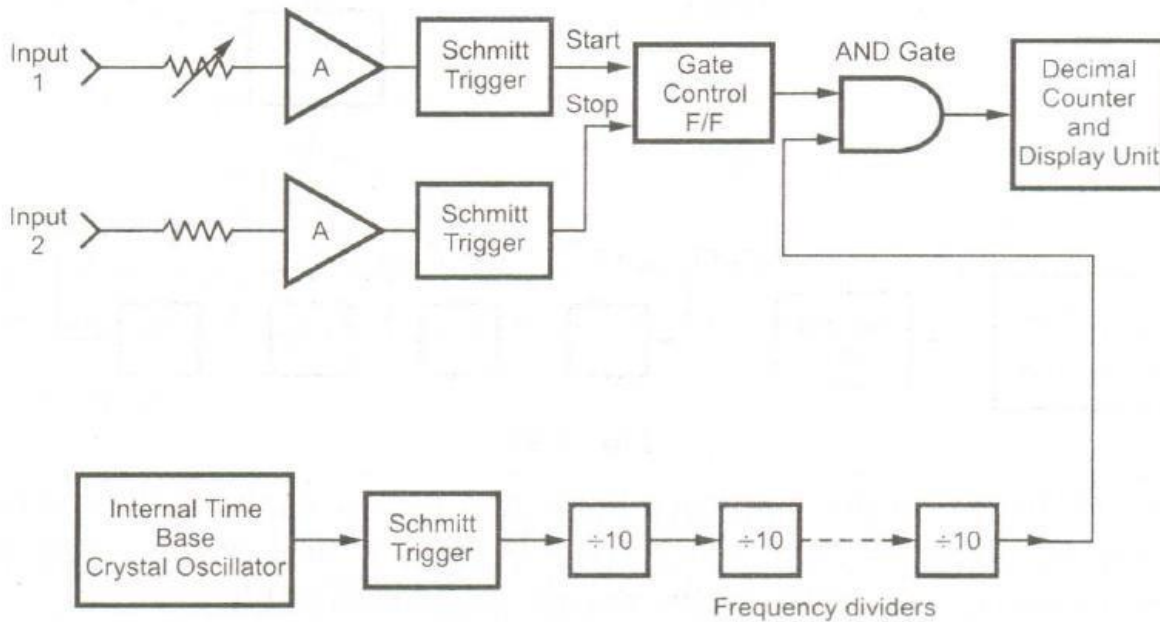 Input
1
A
Schmitt
Trigger
Start
Stop
Gate
Control
F/F
AND Gate
Decimal
Counter
and
Display Unit
Input
2
A
Schmitt
Trigger
Internal Time
Base
Crystal Oscillator
Schmitt
Trigger
÷10
÷10
÷10
Frequency dividers